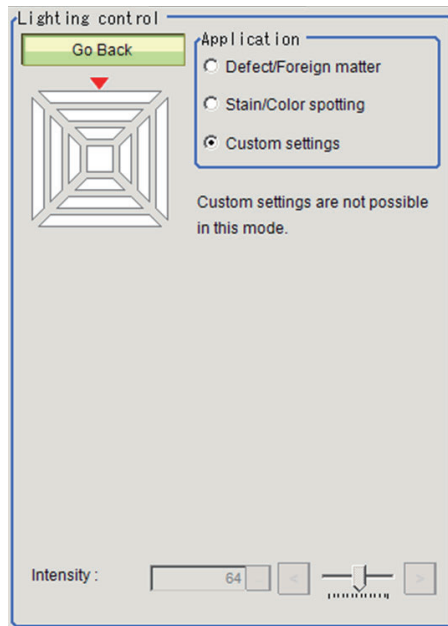 Lighting control
Go Back
Application
Defect/Foreign matter
Stain/Color spotting
Custom settings
Custom settings are not possible
in this mode.
Intensity :
64
...
<
>